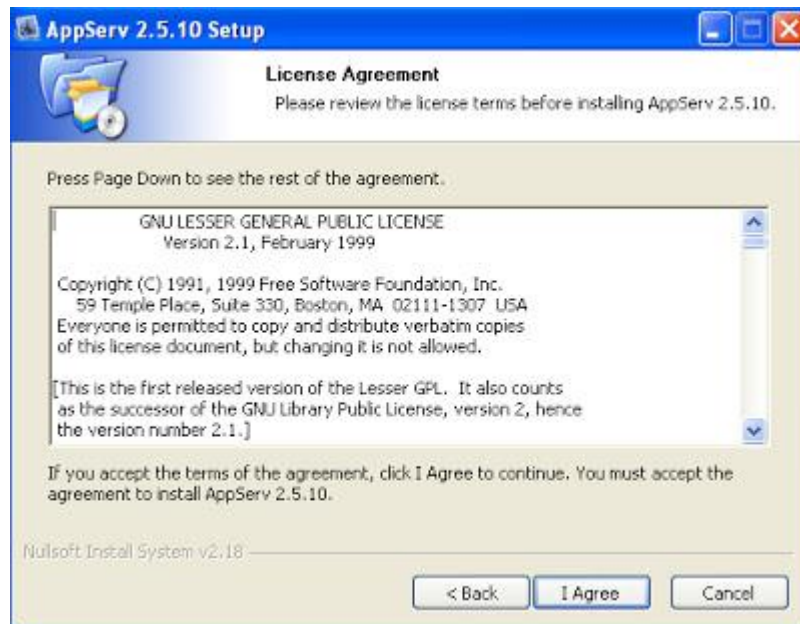 AppServ 2.5.10 Setup
License Agreement
Please review the license terms before installing AppServ 2.5.10.
Press Page Down to see the rest of the agreement.
GNU LESSER GENERAL PUBLIC LICENSE
Version 2.1, February 1999
Copyright (C) 1991, 1999 Free Software Foundation, Inc.
59 Temple Place, Suite 330, Boston, MA 02111-1307 USA
Everyone is permitted to copy and distribute verbatim copies
of this license document, but changing it is not allowed.
[This is the first released version of the Lesser GPL. It also counts
as the successor of the GNU Library Public License, version 2, hence
the version number 2.1.]
If you accept the terms of the agreement, click I Agree to continue. You must accept the
agreement to install AppServ 2.5.10.
Nullsoft Install System v2.18
< Back I Agree Cancel